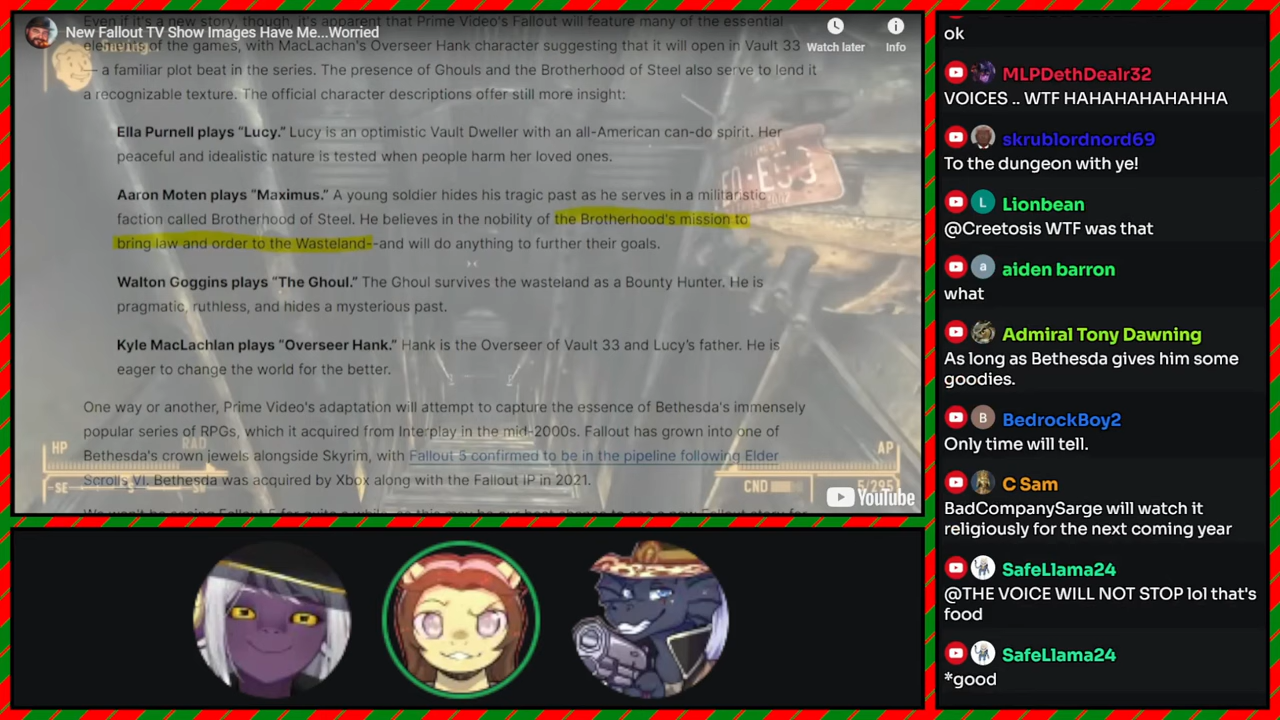 Even if it's a new story, though, it's apparent that Prime Video's Fallout will feature many of the essential
New Fallout TV Show Images Have Me...Worried
Watch later
Info
elements of the games, with MacLachan's Overseer Hank character suggesting that it will open in Vault 33
— a familiar plot beat in the series. The presence of Ghouls and the Brotherhood of Steel also serve to lend it
a recognizable texture. The official character descriptions offer still more insight:
Ella Purnell plays “Lucy.” Lucy is an optimistic Vault Dweller with an all-American can-do spirit. Her
peaceful and idealistic nature is tested when people harm her loved ones.
Aaron Moten plays “Maximus.” A young soldier hides his tragic past as he serves in a militaristic
faction called Brotherhood of Steel. He believes in the nobility of the Brotherhood's mission to
bring law and order to the Wasteland--and will do anything to further their goals.
Walton Goggins plays “The Ghoul.” The Ghoul survives the wasteland as a Bounty Hunter. He is
pragmatic, ruthless, and hides a mysterious past.
Kyle MacLachlan plays “Overseer Hank.” Hank is the Overseer of Vault 33 and Lucy's father. He is
eager to change the world for the better.
One way or another, Prime Video's adaptation will attempt to capture the essence of Bethesda's immensely
popular series of RPGs, which it acquired from Interplay in the mid-2000s. Fallout has grown into one of
Bethesda's crown jewels alongside Skyrim, with Fallout 5 confirmed to be in the pipeline following Elder
Scrolls VI. Bethesda was acquired by Xbox along with the Fallout IP in 2021.
HP
RAD
AP
CND
5/295
YouTube
ok
MLPDethDealr32
VOICES .. WTF HAHAHAHAHAHHA
skrublordnord69
To the dungeon with ye!
L
Lionbean
@Creetosis WTF was that
a
aiden barron
what
Admiral Tony Dawning
As long as Bethesda gives him some
goodies.
B
BedrockBoy2
Only time will tell.
C Sam
BadCompanySarge will watch it
religiously for the next coming year
SafeLlama24
@THE VOICE WILL NOT STOP lol that's
food
SafeLlama24
*good